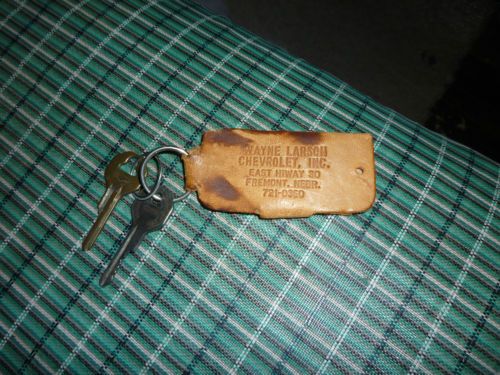 WAYNE LARSON
CHEVROLET, INC.
EAST HIWAY 30
FREMONT, NEBR.
721-0350